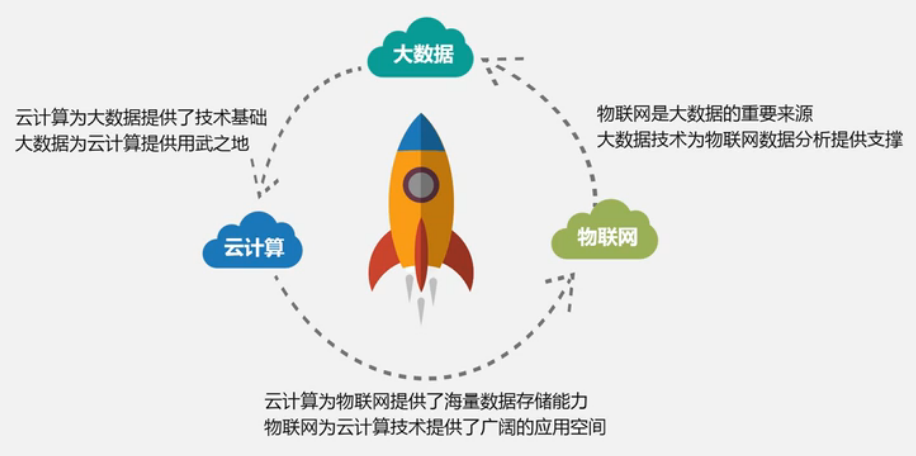 大数据
云计算为大数据提供了技术基础
大数据为云计算提供用武之地
物联网是大数据的重要来源
大数据技术为物联网数据分析提供支撑
云计算
物联网
云计算为物联网提供了海量数据存储能力
物联网为云计算技术提供了广阔的应用空间